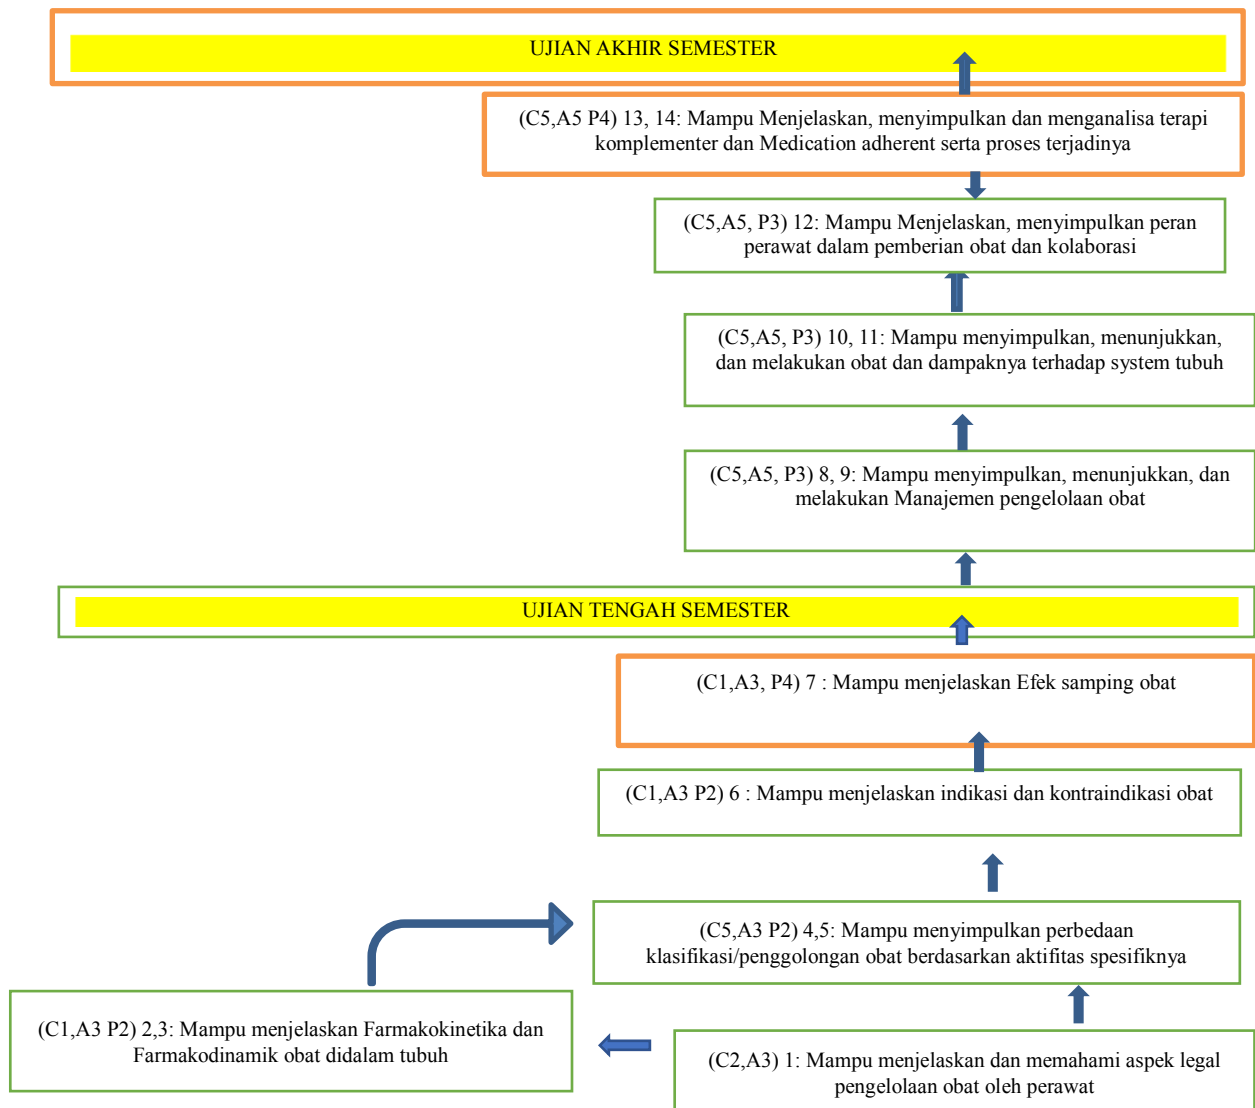 UJIAN AKHIR SEMESTER
(C5,A5 P4) 13, 14: Mampu Menjelaskan, menyimpulkan dan menganalisa terapi
komplementer dan Medication adherent serta proses terjadinya
(C5,A5, P3) 12: Mampu Menjelaskan, menyimpulkan peran
perawat dalam pemberian obat dan kolaborasi
(C5,A5, P3) 10, 11: Mampu menyimpulkan, menunjukkan,
dan melakukan obat dan dampaknya terhadap system tubuh
(C5,A5, P3) 8, 9: Mampu menyimpulkan, menunjukkan, dan
melakukan Manajemen pengelolaan obat
UJIAN TENGAH SEMESTER
(C1,A3, P4) 7 : Mampu menjelaskan Efek samping obat
(C1,A3 P2) 6 : Mampu menjelaskan indikasi dan kontraindikasi obat
(C5,A3 P2) 4,5: Mampu menyimpulkan perbedaan
klasifikasi/penggolongan obat berdasarkan aktifitas spesifiknya
(C1,A3 P2) 2,3: Mampu menjelaskan Farmakokinetika dan
Farmakodinamik obat didalam tubuh
(C2,A3) 1: Mampu menjelaskan dan memahami aspek legal
pengelolaan obat oleh perawat